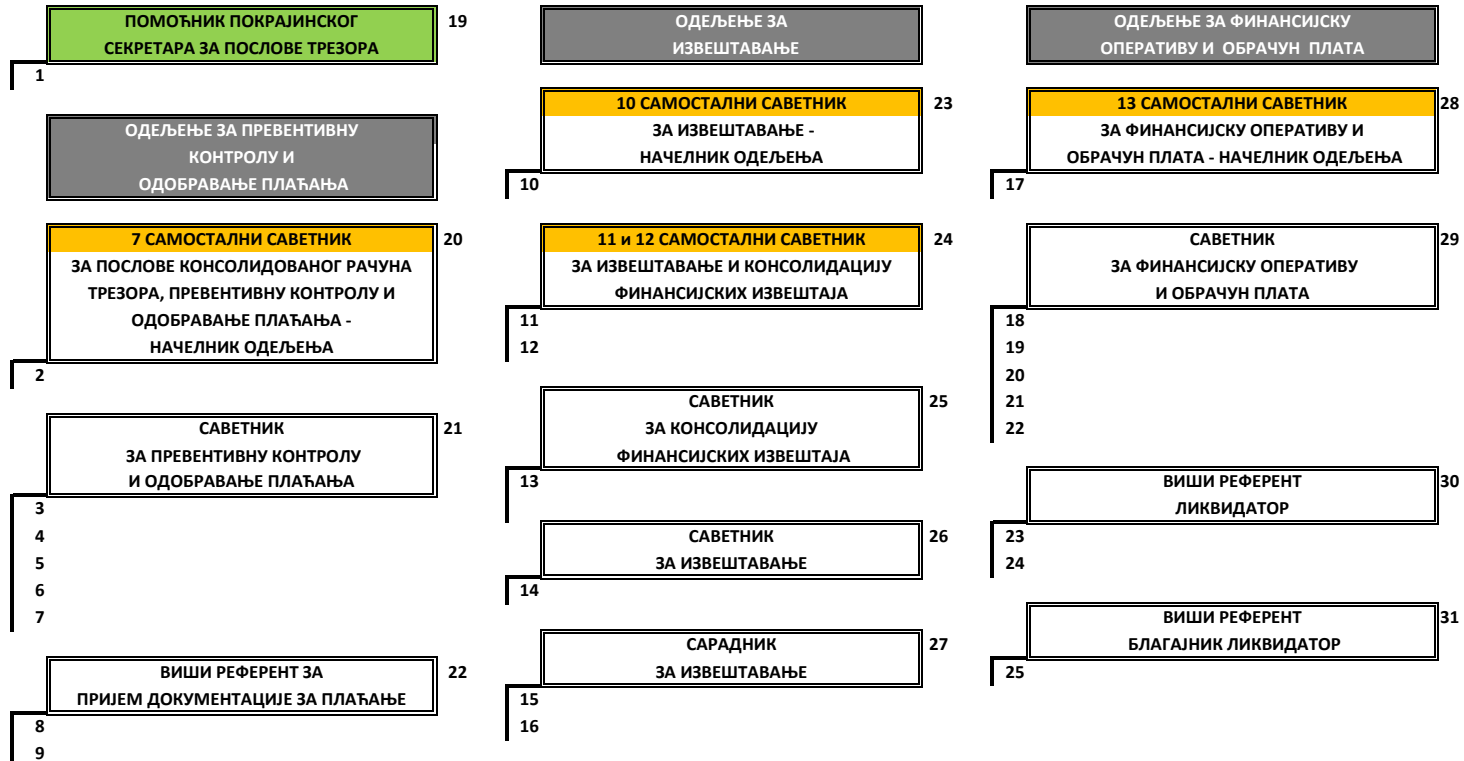 ПОМОЋНИК ПОКРАЈИНСКОГ
СЕКРЕТАРА ЗА ПОСЛОВЕ ТРЕЗОРА
19
1
ОДЕЉЕЊЕ ЗА ПРЕВЕНТИВНУ
КОНТРОЛУ И
ОДОБРАВАЊЕ ПЛАЋАЊА
7 САМОСТАЛНИ САВЕТНИК
20
ЗА ПОСЛОВЕ КОНСОЛИДОВАНОГ РАЧУНА
ТРЕЗОРА, ПРЕВЕНТИВНУ КОНТРОЛУ И
ОДОБРАВАЊЕ ПЛАЋАЊА -
НАЧЕЛНИК ОДЕЉЕЊА
2
САВЕТНИК
21
ЗА ПРЕВЕНТИВНУ КОНТРОЛУ
И ОДОБРАВАЊЕ ПЛАЋАЊА
3
4
5
6
7
ВИШИ РЕФЕРЕНТ ЗА
22
ПРИЈЕМ ДОКУМЕНТАЦИЈЕ ЗА ПЛАЋАЊЕ
8
9
ОДЕЉЕЊЕ ЗА
ИЗВЕШТАВАЊЕ
10 САМОСТАЛНИ САВЕТНИК
23
ЗА ИЗВЕШТАВАЊЕ -
НАЧЕЛНИК ОДЕЉЕЊА
10
11 и 12 САМОСТАЛНИ САВЕТНИК
24
ЗА ИЗВЕШТАВАЊЕ И КОНСОЛИДАЦИЈУ
ФИНАНСИЈСКИХ ИЗВЕШТАЈА
11
12
САВЕТНИК
25
ЗА КОНСОЛИДАЦИЈУ
ФИНАНСИЈСКИХ ИЗВЕШТАЈА
13
САВЕТНИК
26
ЗА ИЗВЕШТАВАЊЕ
14
САРАДНИК
27
ЗА ИЗВЕШТАВАЊЕ
15
16
ОДЕЉЕЊЕ ЗА ФИНАНСИЈСКУ
ОПЕРАТИВУ И ОБРАЧУН ПЛАТА
13 САМОСТАЛНИ САВЕТНИК
28
ЗА ФИНАНСИЈСКУ ОПЕРАТИВУ И
ОБРАЧУН ПЛАТА - НАЧЕЛНИК ОДЕЉЕЊА
17
САВЕТНИК
29
ЗА ФИНАНСИЈСКУ ОПЕРАТИВУ
И ОБРАЧУН ПЛАТА
18
19
20
21
22
ВИШИ РЕФЕРЕНТ
30
ЛИКВИДАТОР
23
24
ВИШИ РЕФЕРЕНТ
31
БЛАГАЈНИК ЛИКВИДАТОР
25